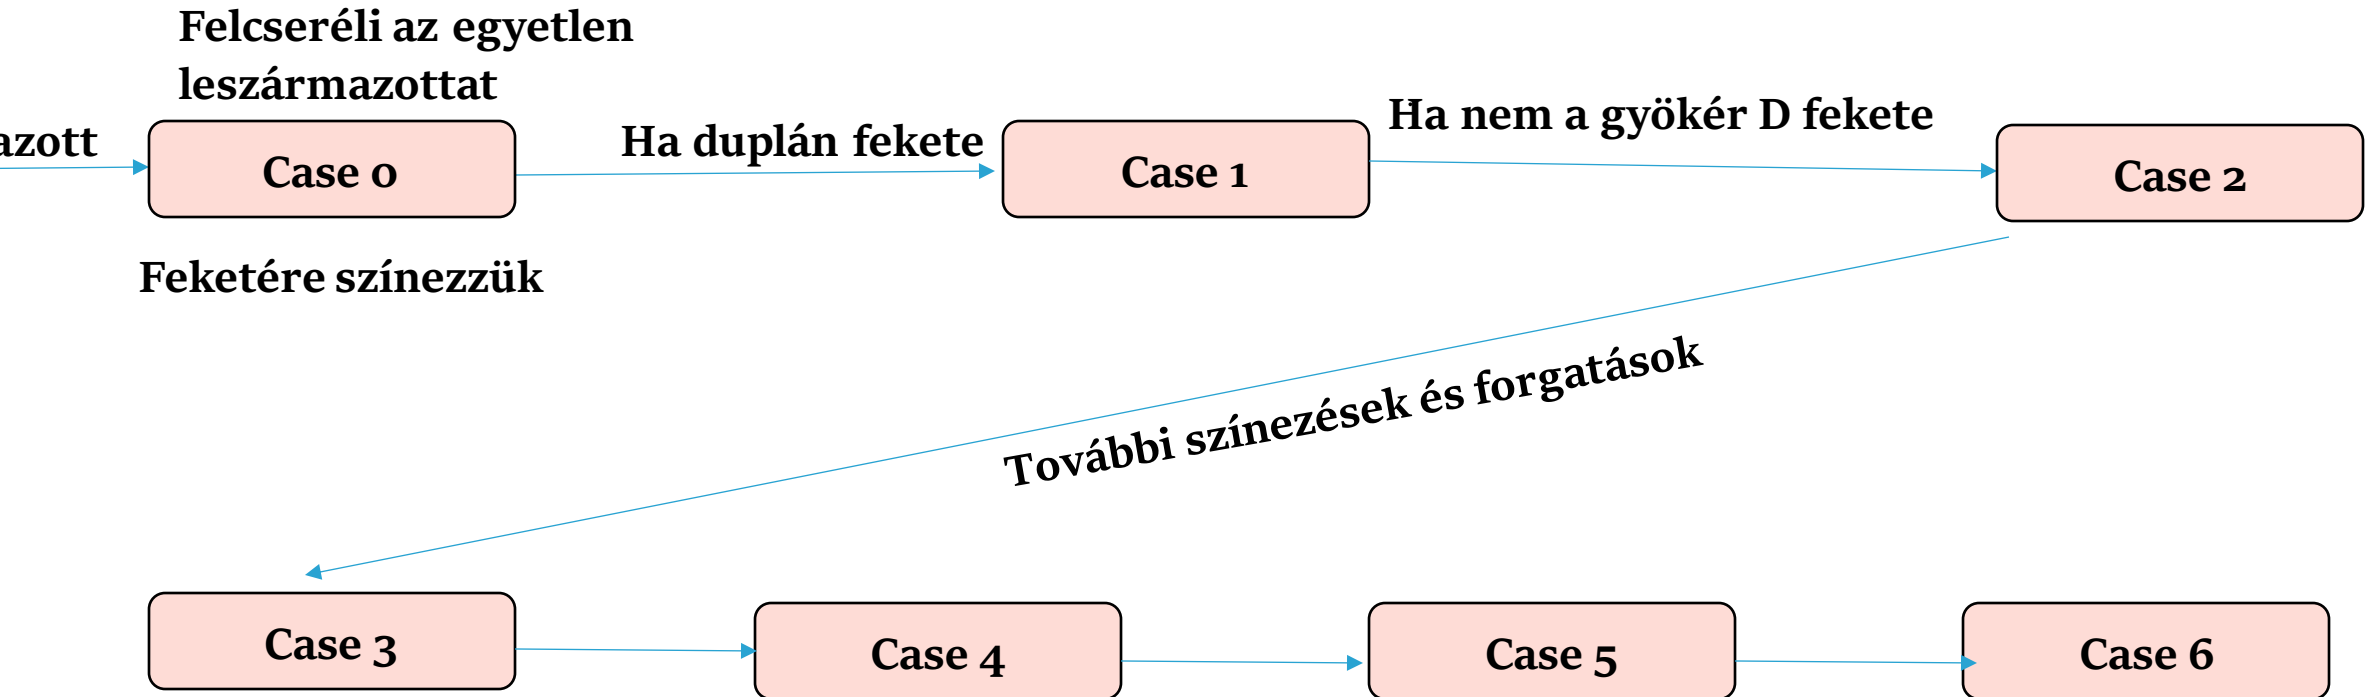 Felcseréli az egyetlen
leszármazottat
azott
Case 0
Ha duplán fekete
Case 1
Ha nem a gyökér D fekete
Case 2
Feketére színezzük
További színezések és forgatások
Case 3
Case 4
Case 5
Case 6